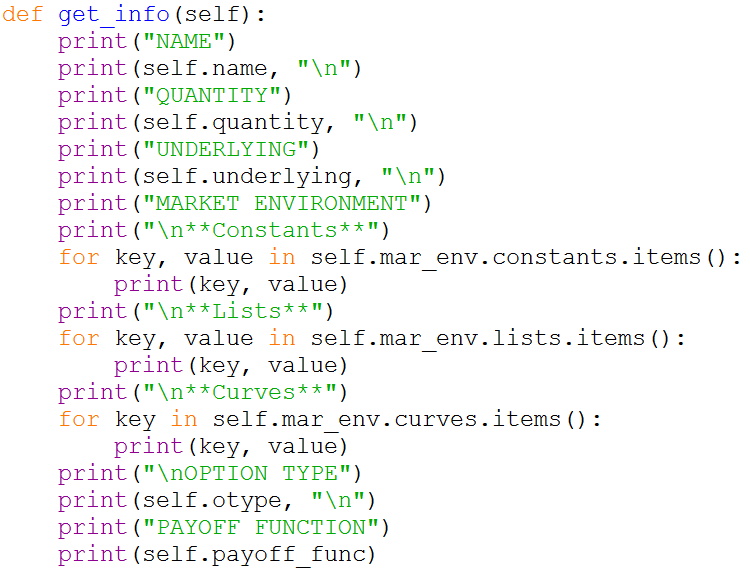 def get_info(self):
    print("NAME")
    print(self.name, "\n")
    print("QUANTITY")
    print(self.quantity, "\n")
    print("UNDERLYING")
    print(self.underlying, "\n")
    print("MARKET ENVIRONMENT")
    print("\n**Constants**")
    for key, value in self.mar_env.constants.items():
        print(key, value)
    print("\n**Lists**")
    for key, value in self.mar_env.lists.items():
        print(key, value)
    print("\n**Curves**")
    for key in self.mar_env.curves.items():
        print(key, value)
    print("\nOPTION TYPE")
    print(self.otype, "\n")
    print("PAYOFF FUNCTION")
    print(self.payoff_func)